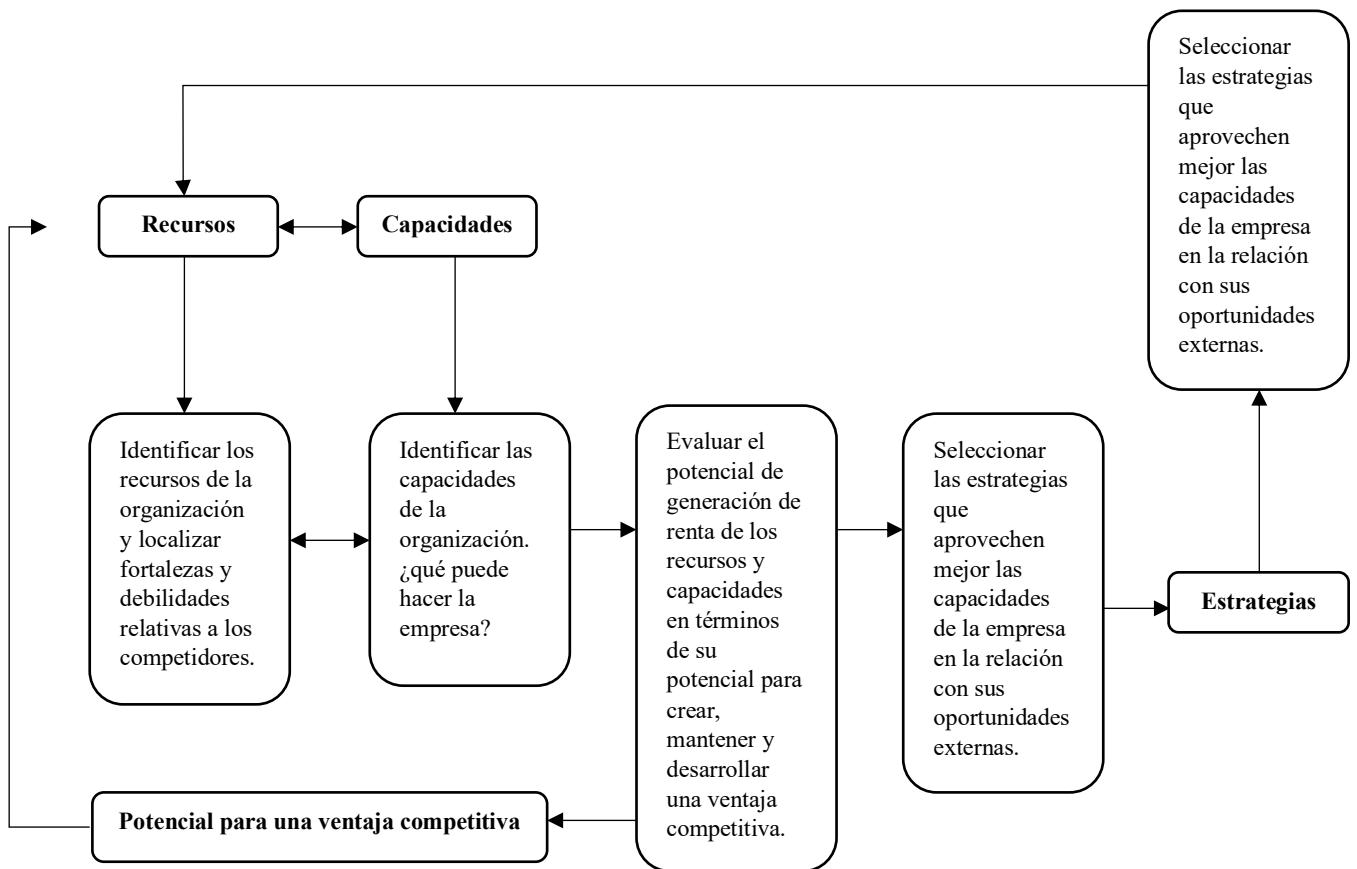 Seleccionar
las estrategias
que
aprovechen
mejor las
capacidades
de la empresa
en la relación
con sus
oportunidades
externas.
Recursos
Capacidades
Identificar los
recursos de la
organización
y localizar
fortalezas y
debilidades
relativas a los
competidores.
Identificar las
capacidades
de la
organización.
¿qué puede
hacer la
empresa?
Evaluar el
potencial de
generación de
renta de los
recursos y
capacidades
en términos
de su
potencial para
crear,
mantener y
desarrollar
una ventaja
competitiva.
Seleccionar
las estrategias
que
aprovechen
mejor las
capacidades
de la empresa
en la relación
con sus
oportunidades
externas.
Estrategias
Potencial para una ventaja competitiva